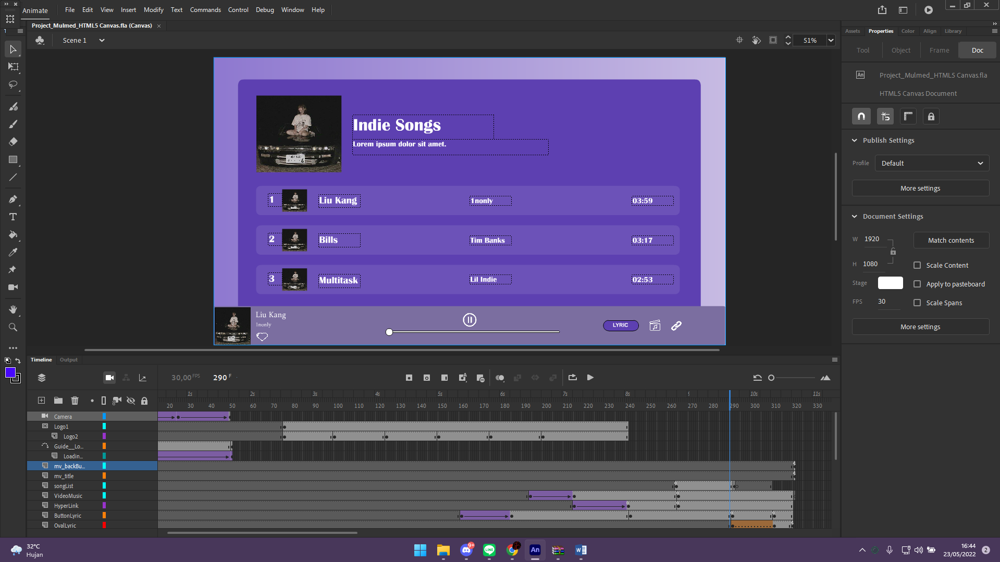 Animate File Edit View Insert Modify Text Commands Control Debug Window Help
Project_Mulmed_HTML5 Canvas.fla (Canvas)
Scene 1
51%
Assets Properties Color Align Library
Tool Object Frame Doc
An Project_Mulmed_HTML5 Canvas.fla
HTML5 Canvas Document
Publish Settings
Profile Default
More settings
Document Settings
W 1920 Match contents
H 1080 Scale Content
Stage Apply to pasteboard
FPS 30 Scale Spans
More settings
Indie Songs
Lorem ipsum dolor sit amet.
1 Liu Kang 1nonly 03:59
2 Bills Tim Banks 03:17
3 Multitask Lil Indie 02:53
Liu Kang
1nonly
LYRIC
Timeline Output
30,00 FPS 290 F
1s 2s 3s 4s 5s 6s 7s 8s 9 10s 11s
20 30 40 50 60 70 80 90 100 110 120 130 140 150 160 170 180 190 200 210 220 230 240 250 260 270 280 290 300 310 320 330
Camera
Logo1
Logo2
Guide__Lo...
Loadin...
mv_backBu...
mv_title
songList
VideoMusic
HyperLink
ButtonLyric
OvalLyric
32°C
Hujan
9+
LINE
An
W
16:44
23/05/2022
2